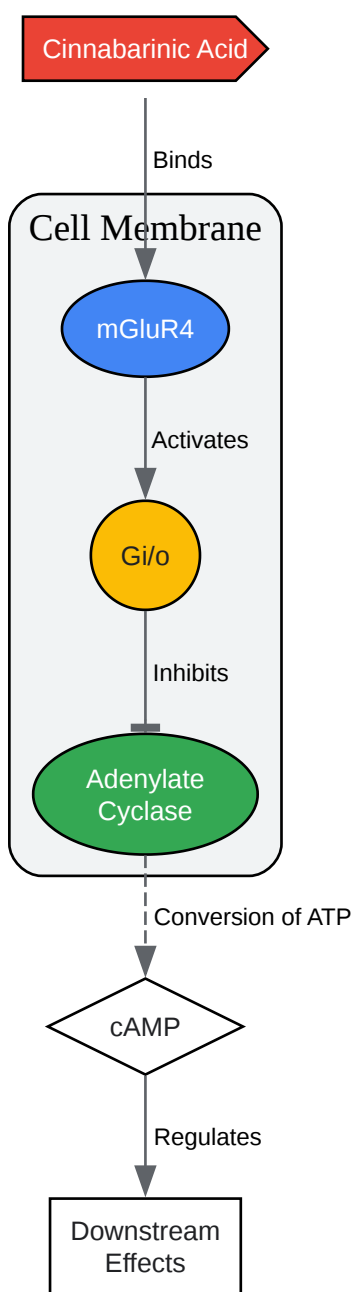 Cinnabarinic Acid
Binds
Cell Membrane
mGluR4
Activates
Gi/o
Inhibits
Adenylate
Cyclase
Conversion of ATP
cAMP
Regulates
Downstream
Effects